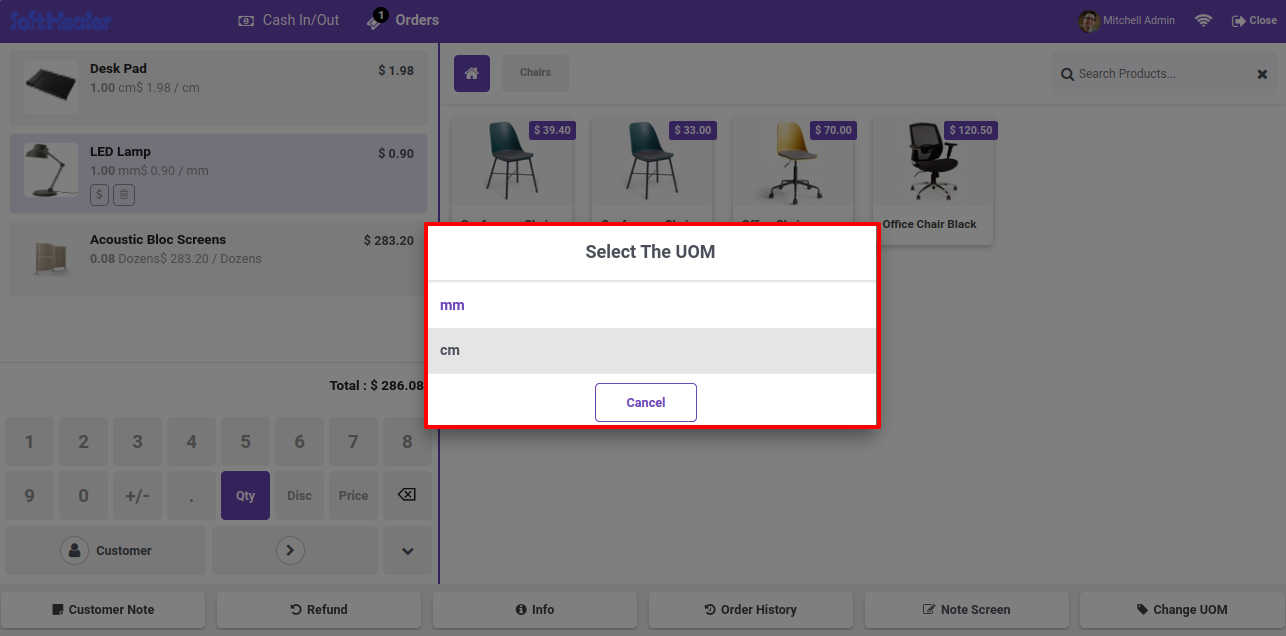 SoftHealer
Cash In/Out
1
Orders
Mitchell Admin
Close
Desk Pad
$ 1.98
1.00 cm$ 1.98 / cm
LED Lamp
$ 0.90
1.00 mm$ 0.90 / mm
$
Acoustic Bloc Screens
$ 283.20
0.08 Dozens$ 283.20 / Dozens
Total : $ 286.08
1 2 3 4 5 6 7 8
9 0 +/- . Qty Disc Price
Customer
Chairs
Search Products...
$ 39.40
$ 33.00
$ 70.00
$ 120.50
Office Chair Black
Select The UOM
mm
cm
Cancel
Customer Note
Refund
Info
Order History
Note Screen
Change UOM